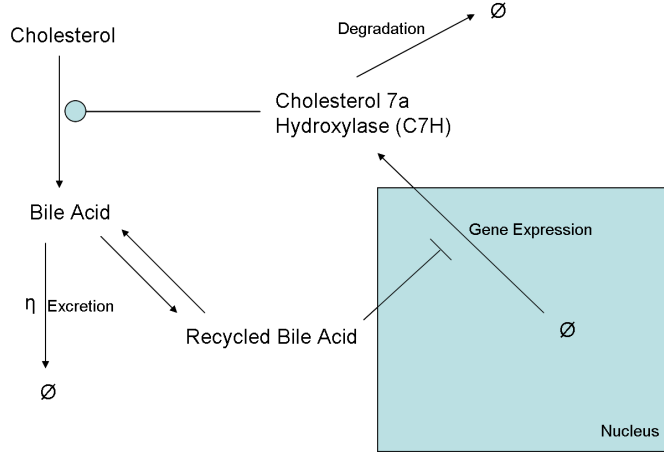 Degradation
Ø
Cholesterol
Cholesterol 7a
Hydroxylase (C7H)
Bile Acid
Gene Expression
η Excretion
Recycled Bile Acid
Ø
Ø
Nucleus